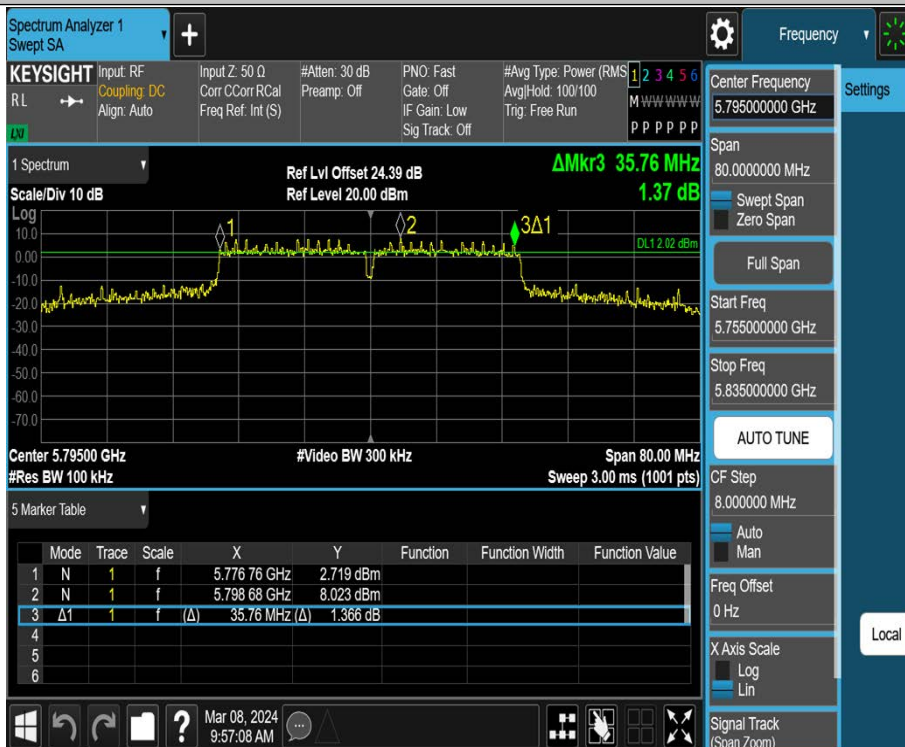 Spectrum Analyzer 1
Swept SA
+
Frequency
KEYSIGHT
R L
LXI
Input: RF
Coupling: DC
Align: Auto
Input Z: 50 Ω
Corr CCorr RCal
Freq Ref: Int (S)
#Atten: 30 dB
Preamp: Off
PNO: Fast
Gate: Off
IF Gain: Low
Sig Track: Off
#Avg Type: Power (RMS
Avg|Hold: 100/100
Trig: Free Run
1 2 3 4 5 6
M W W W W W
P P P P P P
Center Frequency
5.795000000 GHz
Settings
Span
80.0000000 MHz
Swept Span
Zero Span
Full Span
Start Freq
5.755000000 GHz
Stop Freq
5.835000000 GHz
AUTO TUNE
CF Step
8.000000 MHz
Auto
Man
Freq Offset
0 Hz
X Axis Scale
Log
Lin
Local
Signal Track
(Span Zoom)
1 Spectrum
Scale/Div 10 dB
Ref Lvl Offset 24.39 dB
Ref Level 20.00 dBm
ΔMkr3 35.76 MHz
1.37 dB
Log
10.0
0.00
-10.0
-20.0
-30.0
-40.0
-50.0
-60.0
-70.0
1
2
3Δ1
DL1 2.02 dBm
Center 5.79500 GHz
#Res BW 100 kHz
#Video BW 300 kHz
Span 80.00 MHz
Sweep 3.00 ms (1001 pts)
5 Marker Table
Mode Trace Scale X Y Function Function Width Function Value
1 N 1 f 5.776 76 GHz 2.719 dBm
2 N 1 f 5.798 68 GHz 8.023 dBm
3 Δ1 1 f (Δ) 35.76 MHz (Δ) 1.366 dB
4
5
6
?
Mar 08, 2024
9:57:08 AM